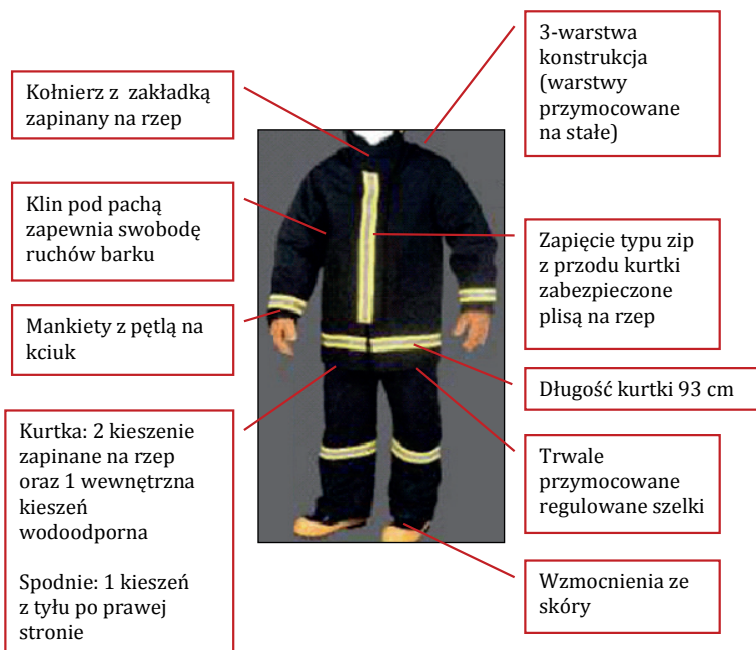 Kołnierz z zakładką
zapinany na rzep
Klin pod pachą
zapewnia swobodę
ruchów barku
Mankiety z pętlą na
kciuk
Kurtka: 2 kieszenie
zapinane na rzep
oraz 1 wewnętrzna
kieszeń
wodoodporna
Spodnie: 1 kieszeń
z tyłu po prawej
stronie
3-warstwa
konstrukcja
(warstwy
przymocowane
na stałe)
Zapięcie typu zip
z przodu kurtki
zabezpieczone
plisą na rzep
Długość kurtki 93 cm
Trwale
przymocowane
regulowane szelki
Wzmocnienia ze
skóry